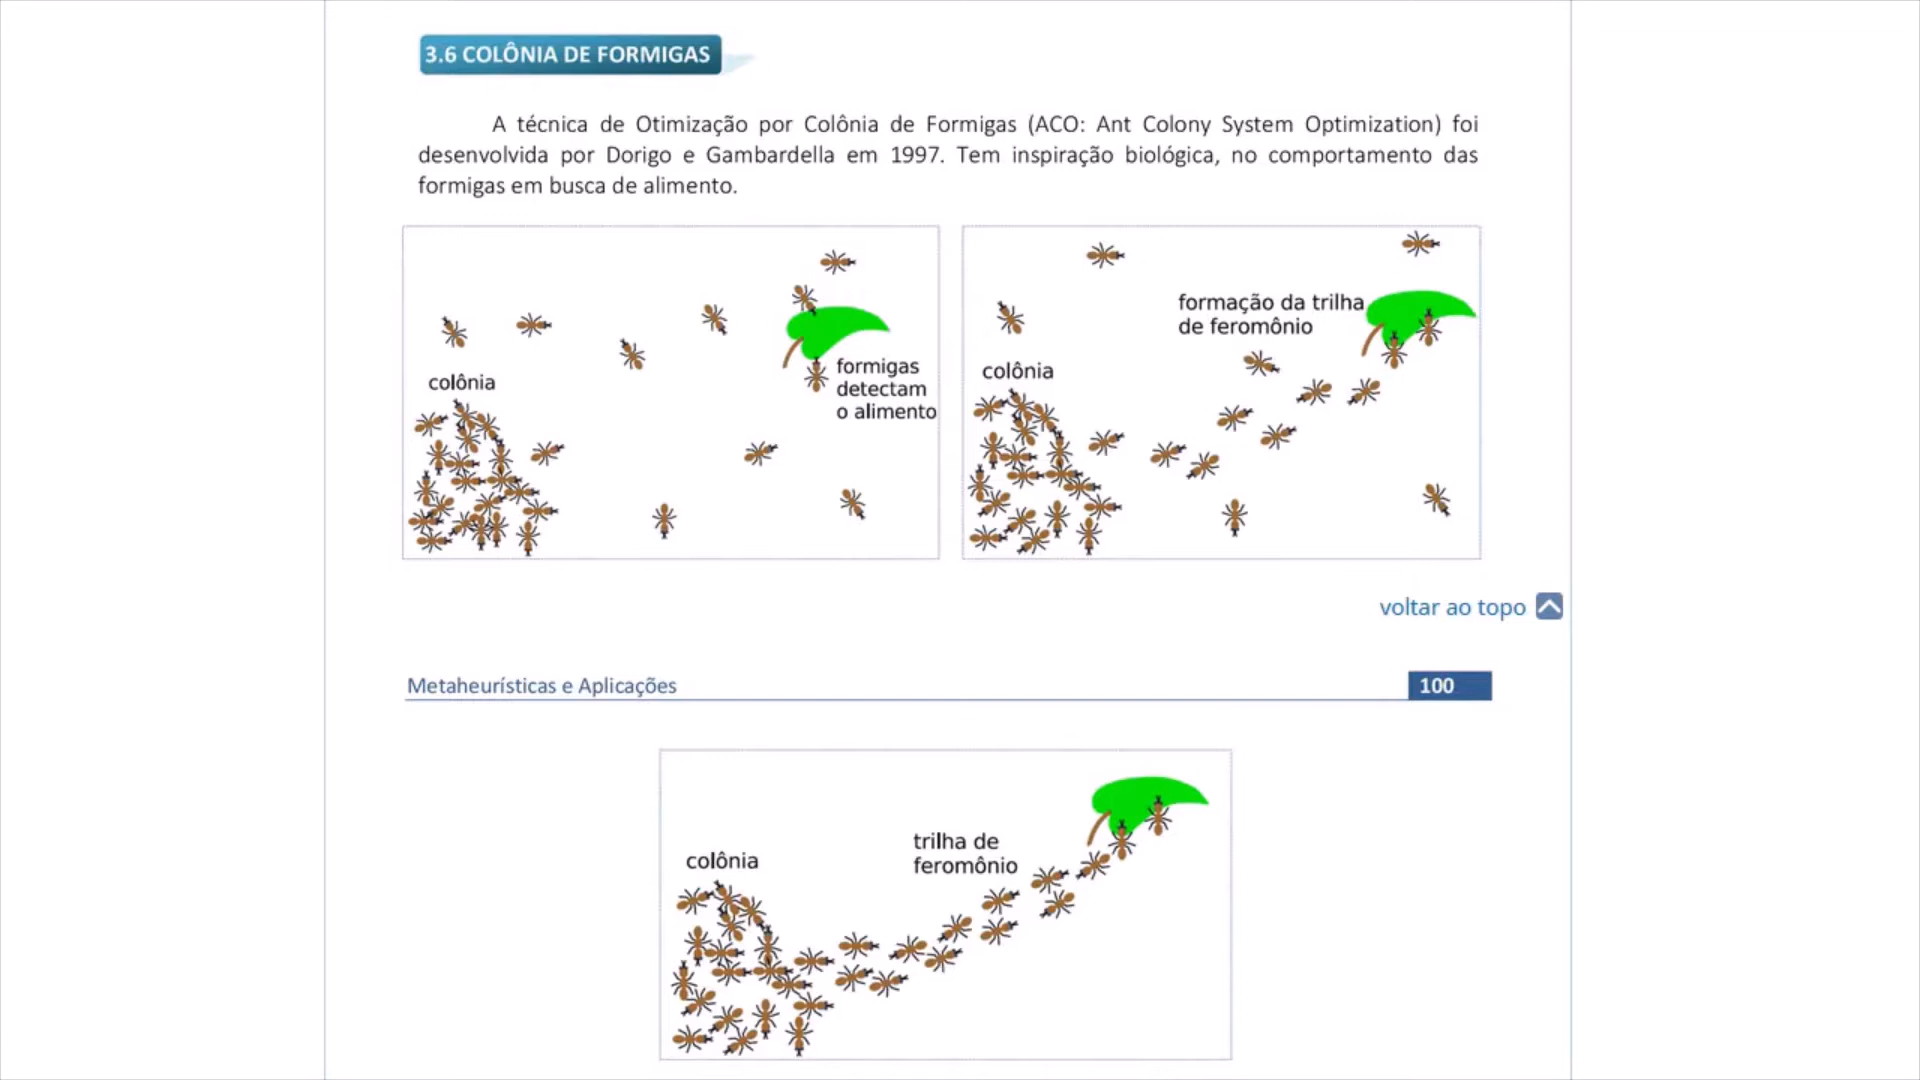 3.6 COLÔNIA DE FORMIGAS
A técnica de Otimização por Colônia de Formigas (ACO: Ant Colony System Optimization) foi
desenvolvida por Dorigo e Gambardella em 1997. Tem inspiração biológica, no comportamento das
formigas em busca de alimento.
colônia
formigas
detectam
o alimento
formação da trilha
de feromônio
colônia
voltar ao topo
Metaheurísticas e Aplicações
100
trilha de
feromônio
colônia